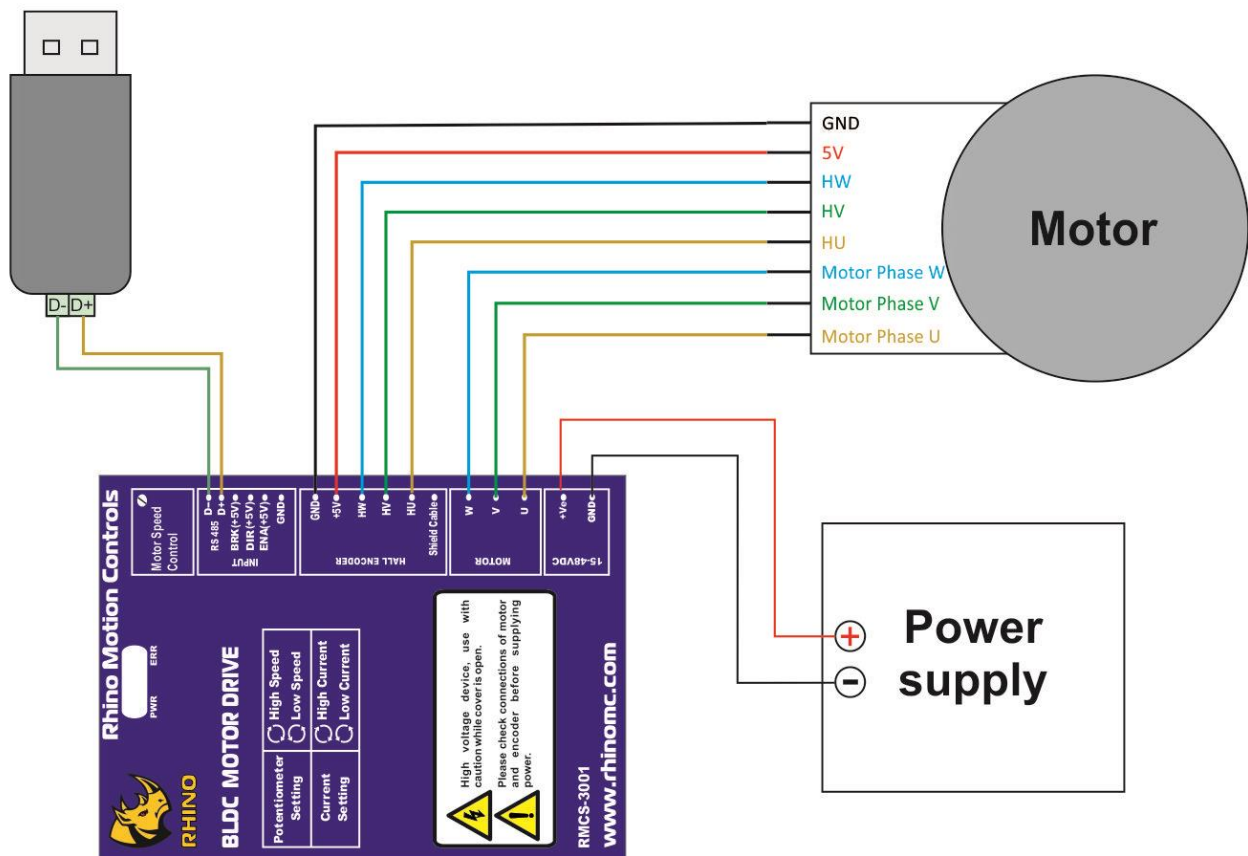 D- D+
GND
5V
HW
HV
HU
Motor Phase W
Motor Phase V
Motor Phase U
Motor
Rhino Motion Controls
Motor Speed
Control
D-
RS 485
D+
BRK(+5V)
DIR(+5V)
ENA(+5V)
GND
INPUT
GND
+5V
HW
HV
HU
Shield Cable
HALL ENCODER
W
V
U
MOTOR
+Ve
GND
15-48VDC
PWR
ERR
RHINO
BLDC MOTOR DRIVE
Potentiometer
Setting
High Speed
Low Speed
Current
Setting
High Current
Low Current
High voltage device, use with
caution while cover is open.
Please check connections of motor
and encoder before supplying
power.
RMCS-3001
www.rhinomc.com
+
-
Power
supply